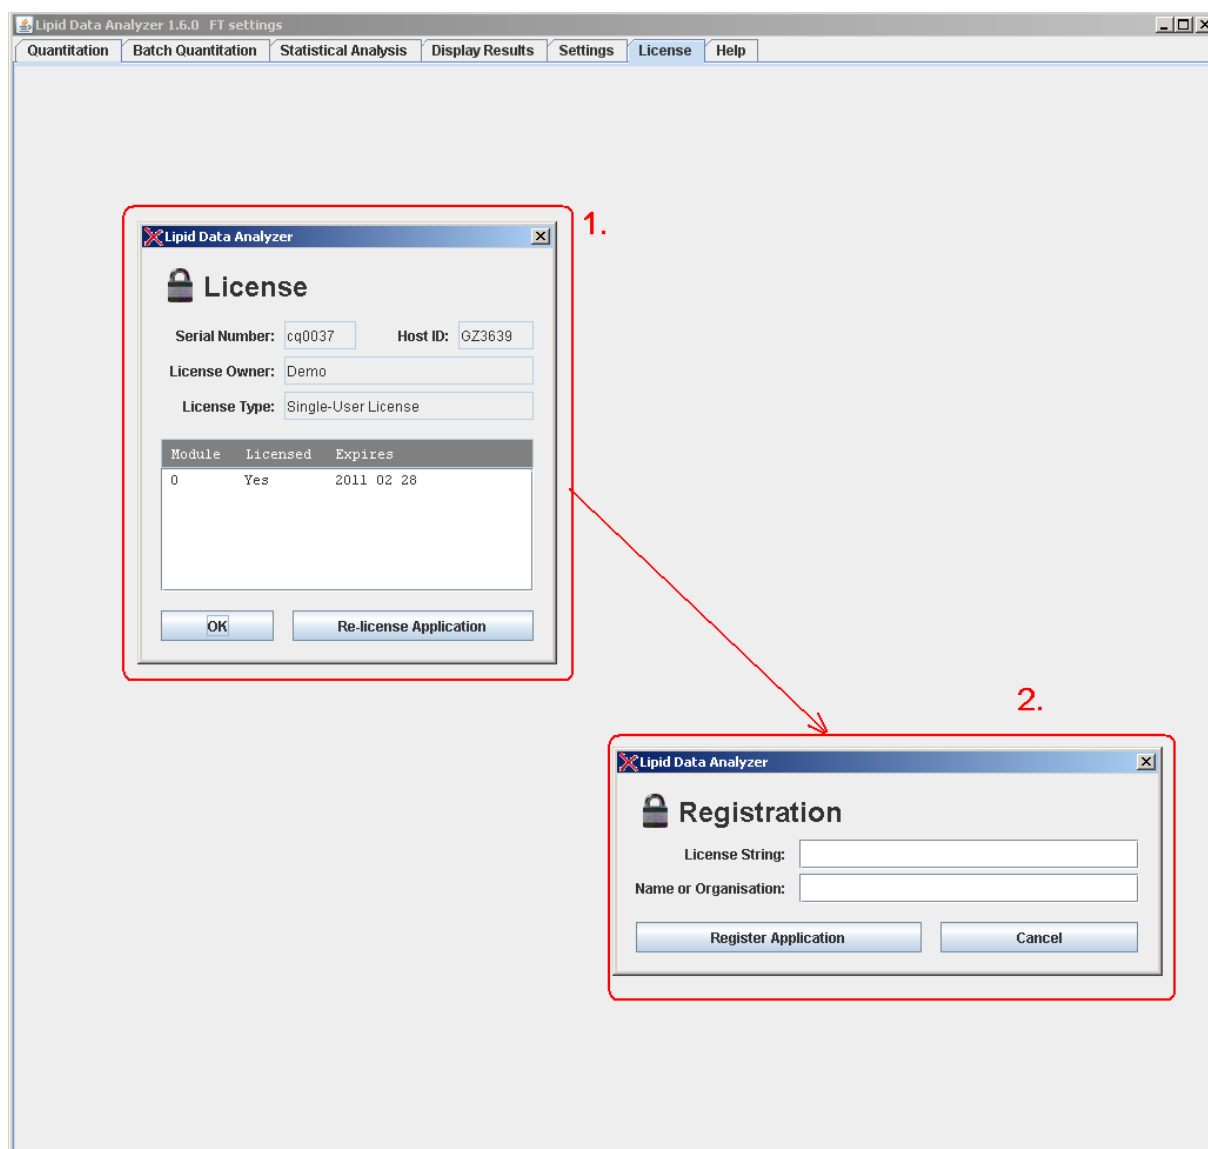 Lipid Data Analyzer 1.6.0 FT settings
Quantitation Batch Quantitation Statistical Analysis Display Results Settings License Help
1.
Lipid Data Analyzer
License
Serial Number: cq0037 Host ID: GZ3639
License Owner: Demo
License Type: Single-User License
Module Licensed Expires
0 Yes 2011 02 28
OK Re-license Application
2.
Lipid Data Analyzer
Registration
License String:
Name or Organisation:
Register Application Cancel